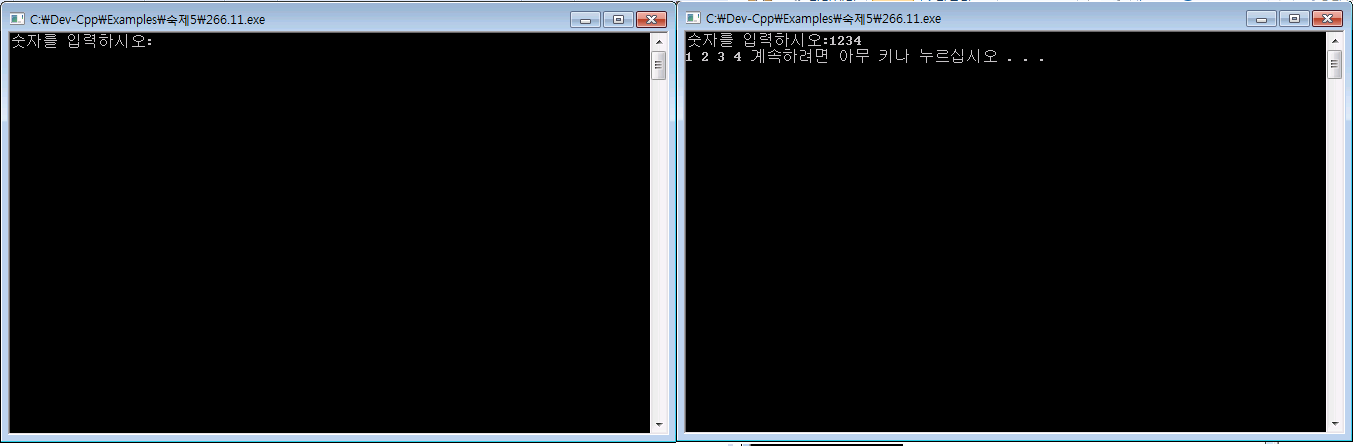 C:\Dev-Cpp\Examples\숙제5\266.11.exe
숫자를 입력하시오:
C:\Dev-Cpp\Examples\숙제5\266.11.exe
숫자를 입력하시오:1234
1 2 3 4 계속하려면 아무 키나 누르십시오 . . .